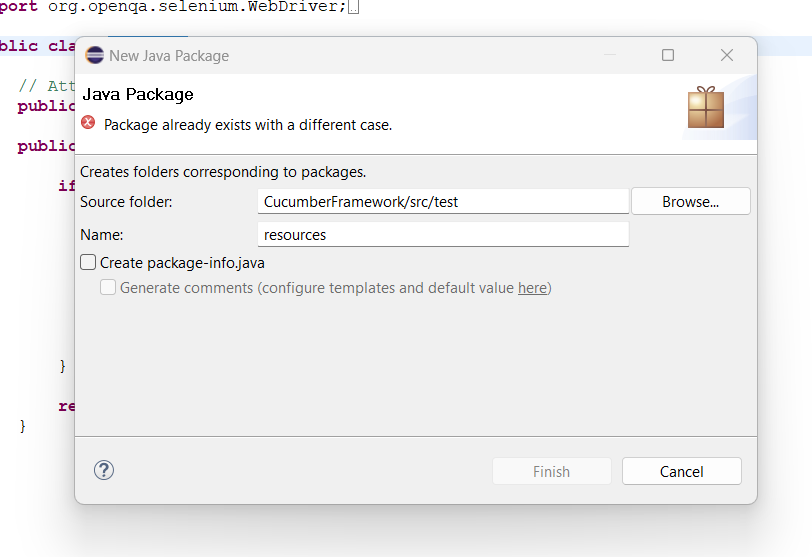 port org.openqa.selenium.WebDriver;
blic cla
New Java Package
// Att
Java Package
public
Package already exists with a different case.
public
Creates folders corresponding to packages.
if
Source folder: CucumberFramework/src/test Browse...
Name: resources
Create package-info.java
Generate comments (configure templates and default value here)
}
re
}
? Finish Cancel